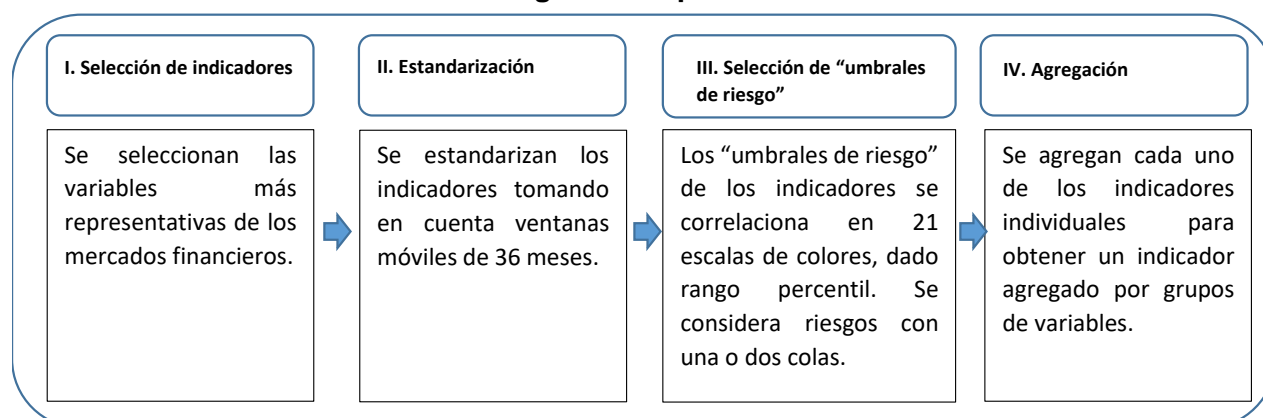 I. Selección de indicadores
Se seleccionan las
variables más
representativas de los
mercados financieros.
II. Estandarización
Se estandarizan los
indicadores tomando
en cuenta ventanas
móviles de 36 meses.
III. Selección de “umbrales
de riesgo”
Los “umbrales de riesgo”
de los indicadores se
correlaciona en 21
escalas de colores, dado
rango percentil. Se
considera riesgos con
una o dos colas.
IV. Agregación
Se agregan cada uno
de los indicadores
individuales para
obtener un indicador
agregado por grupos
de variables.